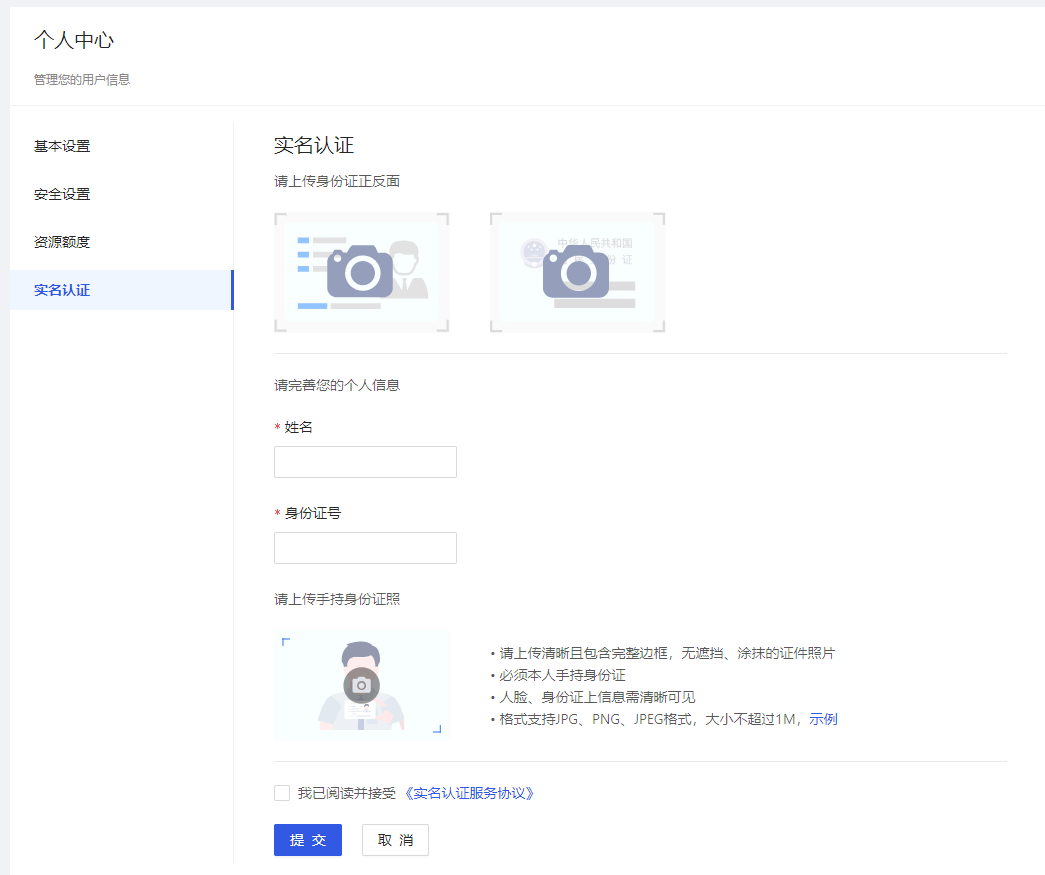 个人中心
管理您的用户信息
基本设置
安全设置
资源额度
实名认证
实名认证
请上传身份证正反面
中华人民共和国
份 证
请完善您的个人信息
* 姓名
* 身份证号
请上传手持身份证照
• 请上传清晰且包含完整边框，无遮挡、涂抹的证件照片
• 必须本人手持身份证
• 人脸、身份证上信息需清晰可见
• 格式支持JPG、PNG、JPEG格式，大小不超过1M，示例
我已阅读并接受 《实名认证服务协议》
提 交
取 消